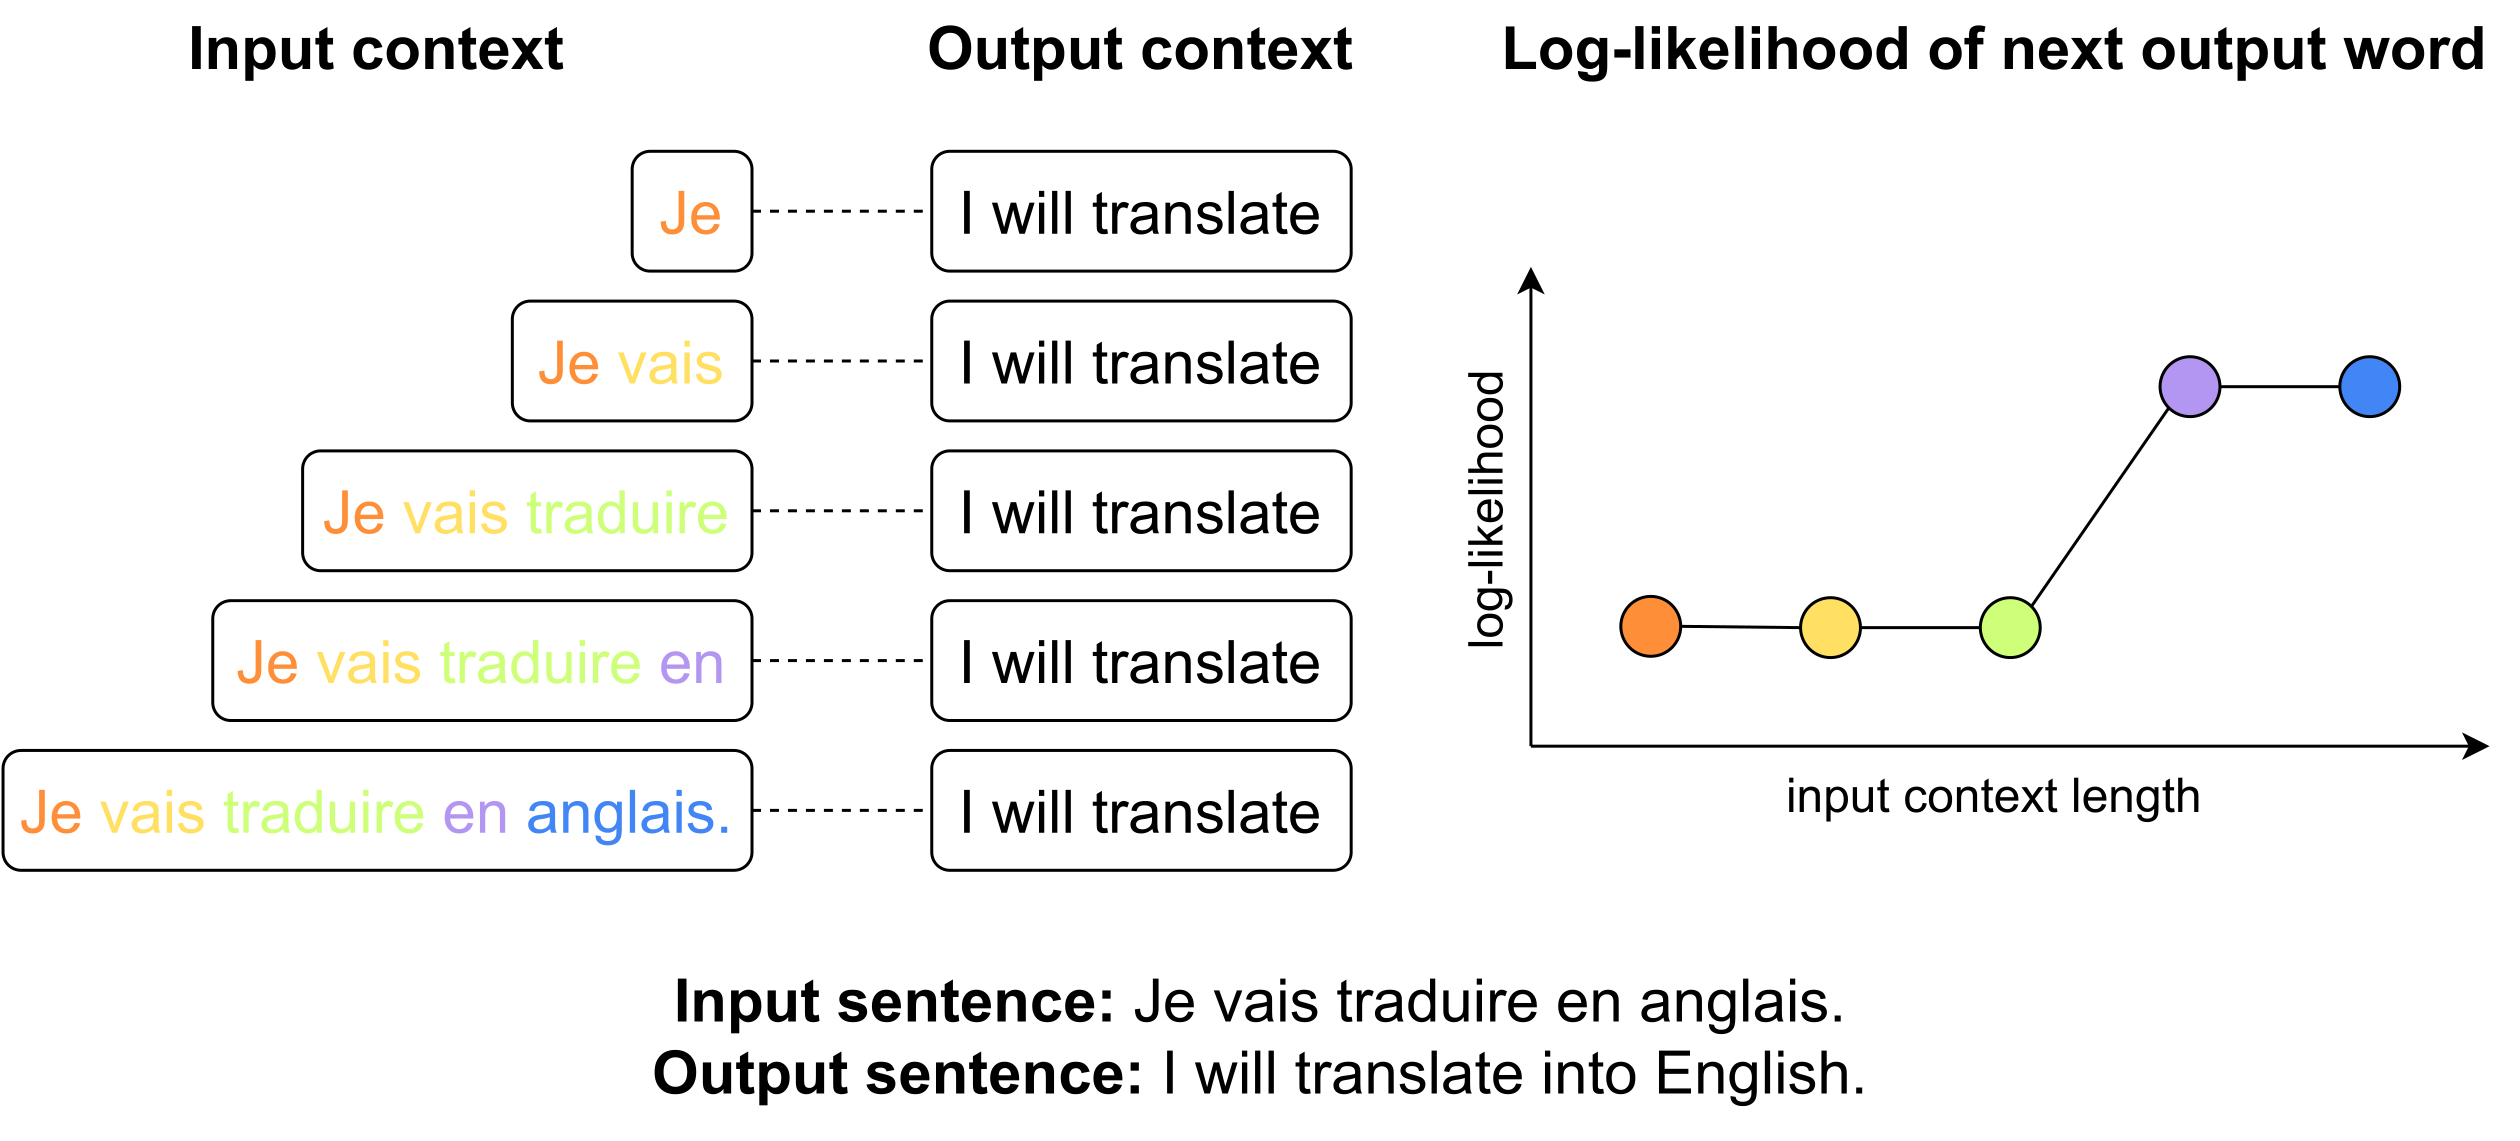 Input context
Output context
Log-likelihood of next output word
Je
I will translate
Je vais
I will translate
Je vais traduire
I will translate
Je vais traduire en
I will translate
Je vais traduire en anglais.
I will translate
log-likelihood
input context length
Input sentence: Je vais traduire en anglais.
Output sentence: I will translate into English.